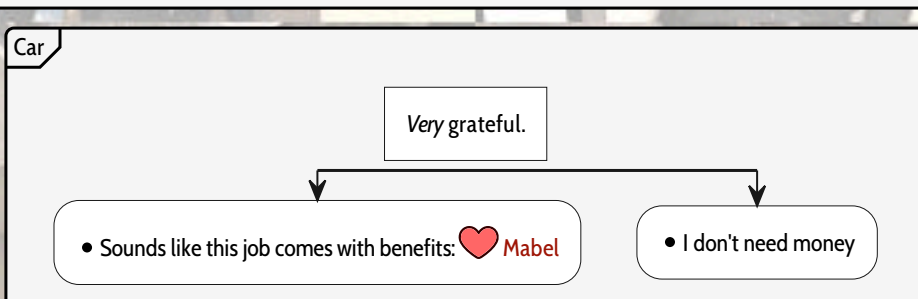 Car
Very grateful.
• Sounds like this job comes with benefits: ❤ Mabel
• I don't need money